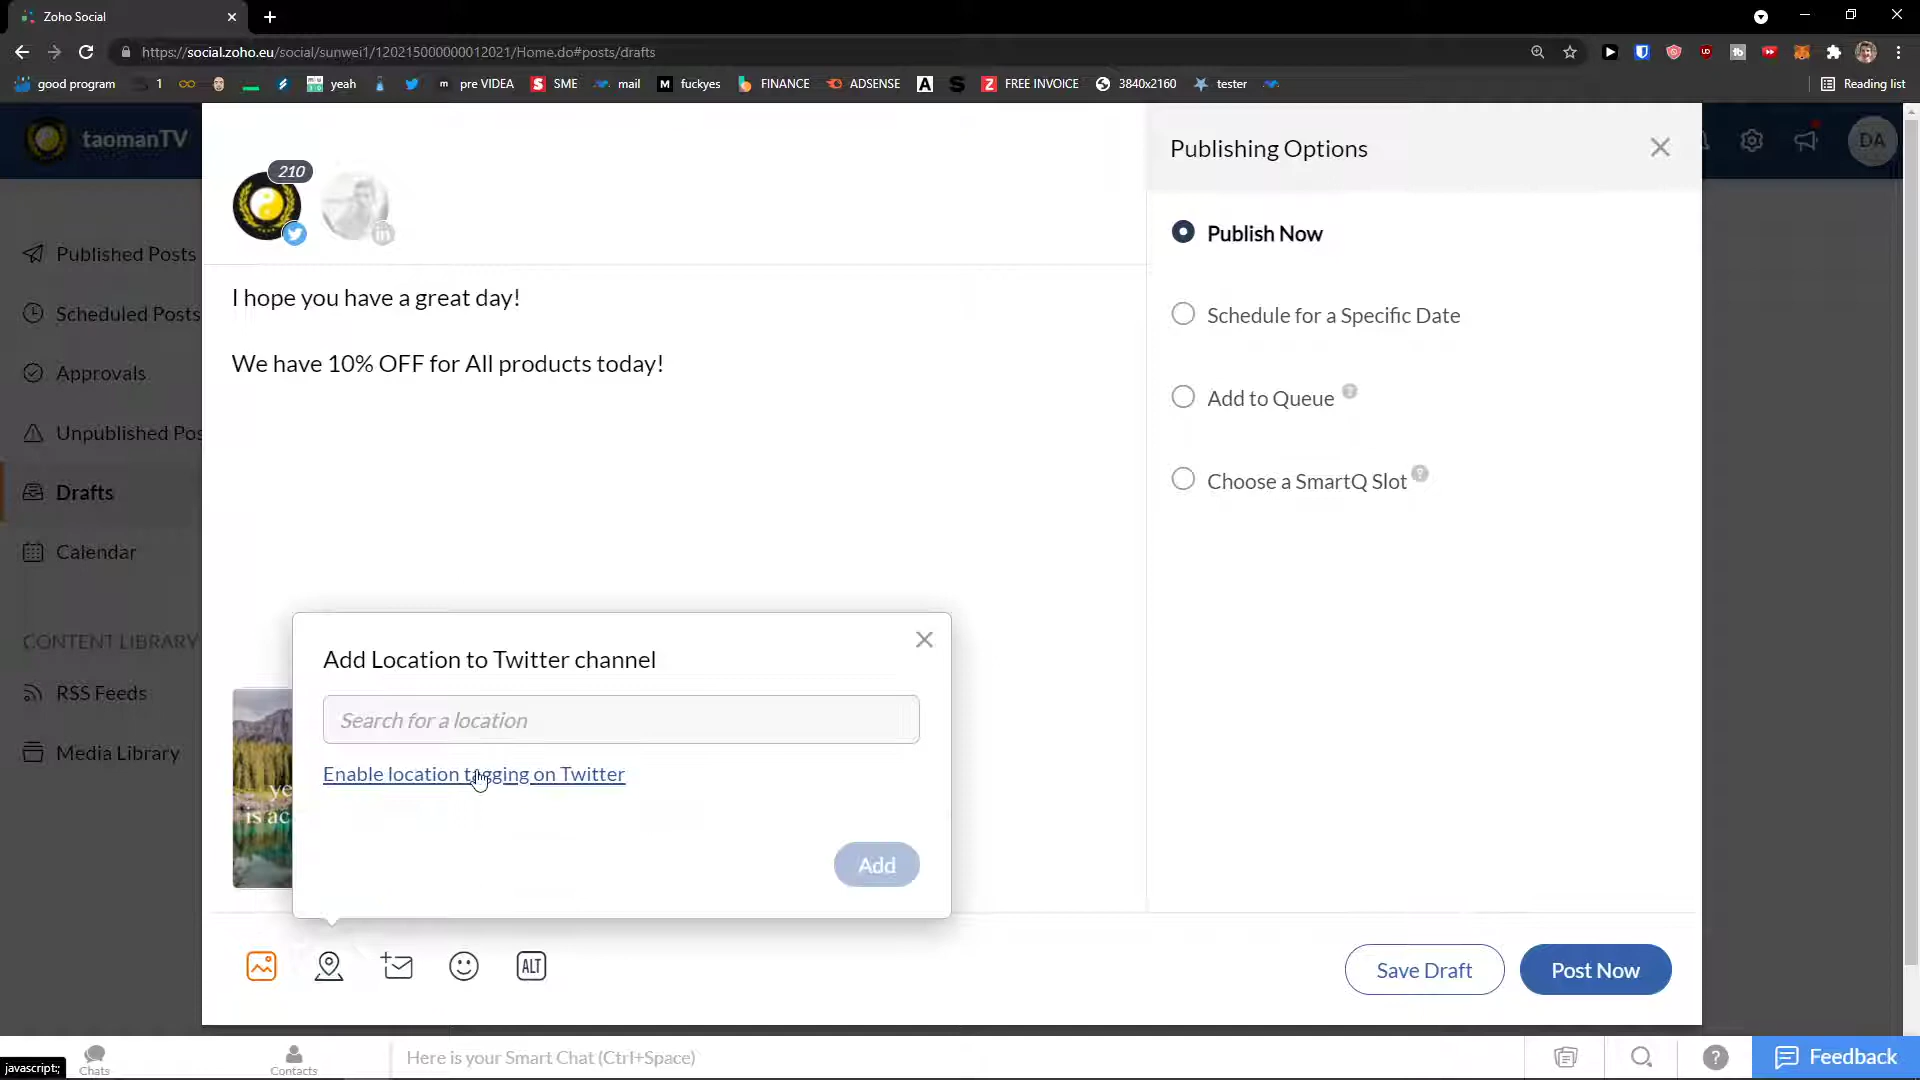 Zoho Social
https://social.zoho.eu/social/sunwei1/120215000000012021/Home.do#posts/drafts
good program
1
yeah
m pre VIDEA
S SME
mail
M fuckyes
FINANCE
ADSENSE
A
S
Z FREE INVOICE
3840x2160
tester
Reading list
taomanTV
DA
210
in
Publishing Options
Published Posts
Scheduled Posts
Approvals
Unpublished Pos
Drafts
Calendar
CONTENT LIBRARY
RSS Feeds
Media Library
I hope you have a great day!
We have 10% OFF for All products today!
Publish Now
Schedule for a Specific Date
Add to Queue ?
Choose a SmartQ Slot ?
Add Location to Twitter channel
Search for a location
Enable location tagging on Twitter
ye
is ac
Add
ALT
Save Draft
Post Now
javascript:;
Chats
Contacts
Here is your Smart Chat (Ctrl+Space)
?
Feedback